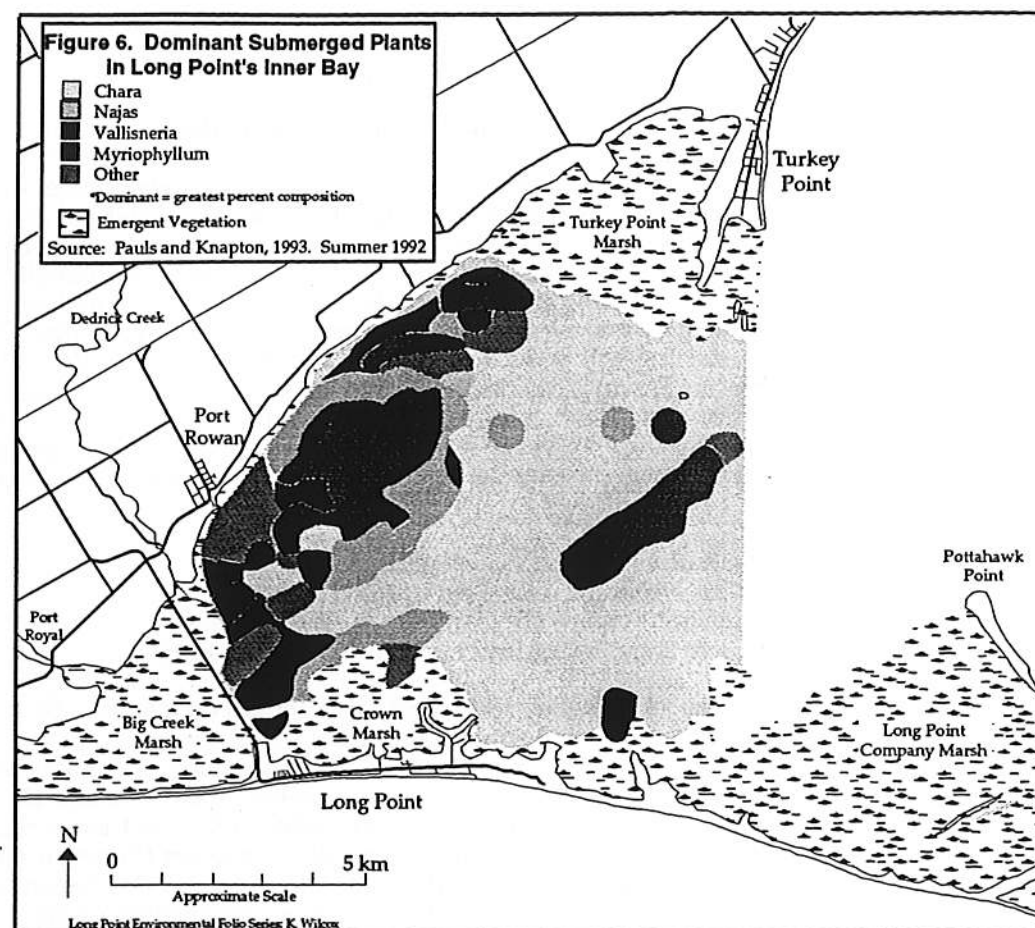 Figure 6. Dominant Submerged Plants
in Long Point's Inner Bay
Chara
Najas
Vallisneria
Myriophyllum
Other
*Dominant = greatest percent composition
Emergent Vegetation
Source: Pauls and Knapton, 1993. Summer 1992
Turkey
Point
Turkey Point
Marsh
Dedrick Creek
Port
Rowan
Pottahawk
Point
Port
Royal
Big Creek
Marsh
Crown
Marsh
Long Point
Company Marsh
Long Point
N
0
5 km
Approximate Scale
Long Point Environmental Folio Series: K. Wilcox